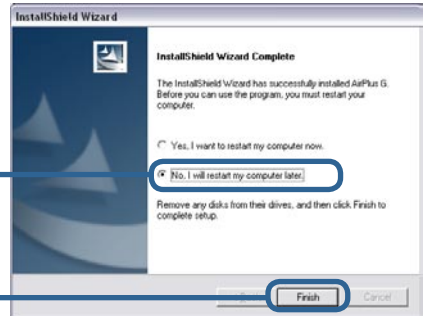 InstallShield Wizard
InstallShield Wizard Complete
The InstallShield Wizard has successfully installed AirPlus G.
Before you can use the program, you must restart your
computer.
Yes, I want to restart my computer now.
No, I will restart my computer later.
Remove any disks from their drives, and then click Finish to
complete setup.
Finish
Cancel